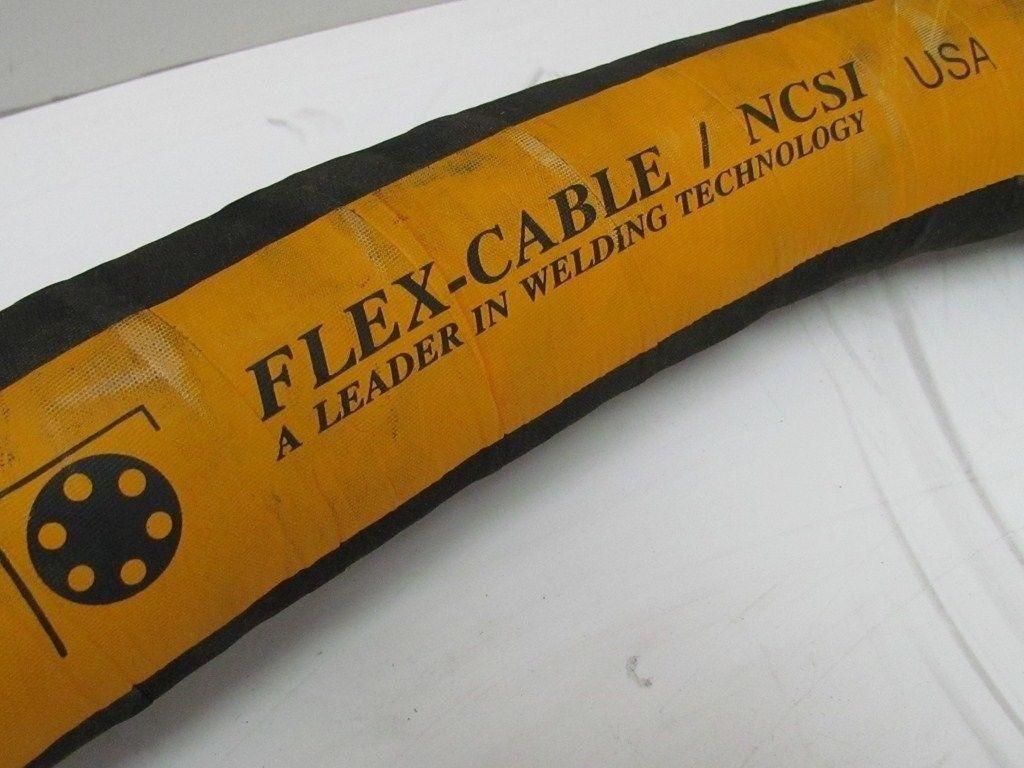 FLEX-CABLE / NCSI USA
A LEADER IN WELDING TECHNOLOGY